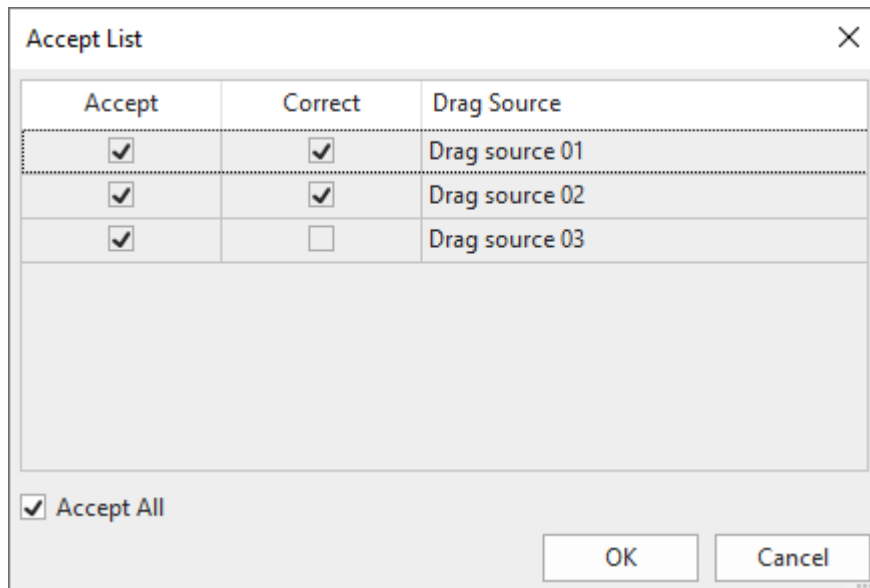 Accept List
Accept Correct Drag Source
Drag source 01
Drag source 02
Drag source 03
Accept All
OK Cancel